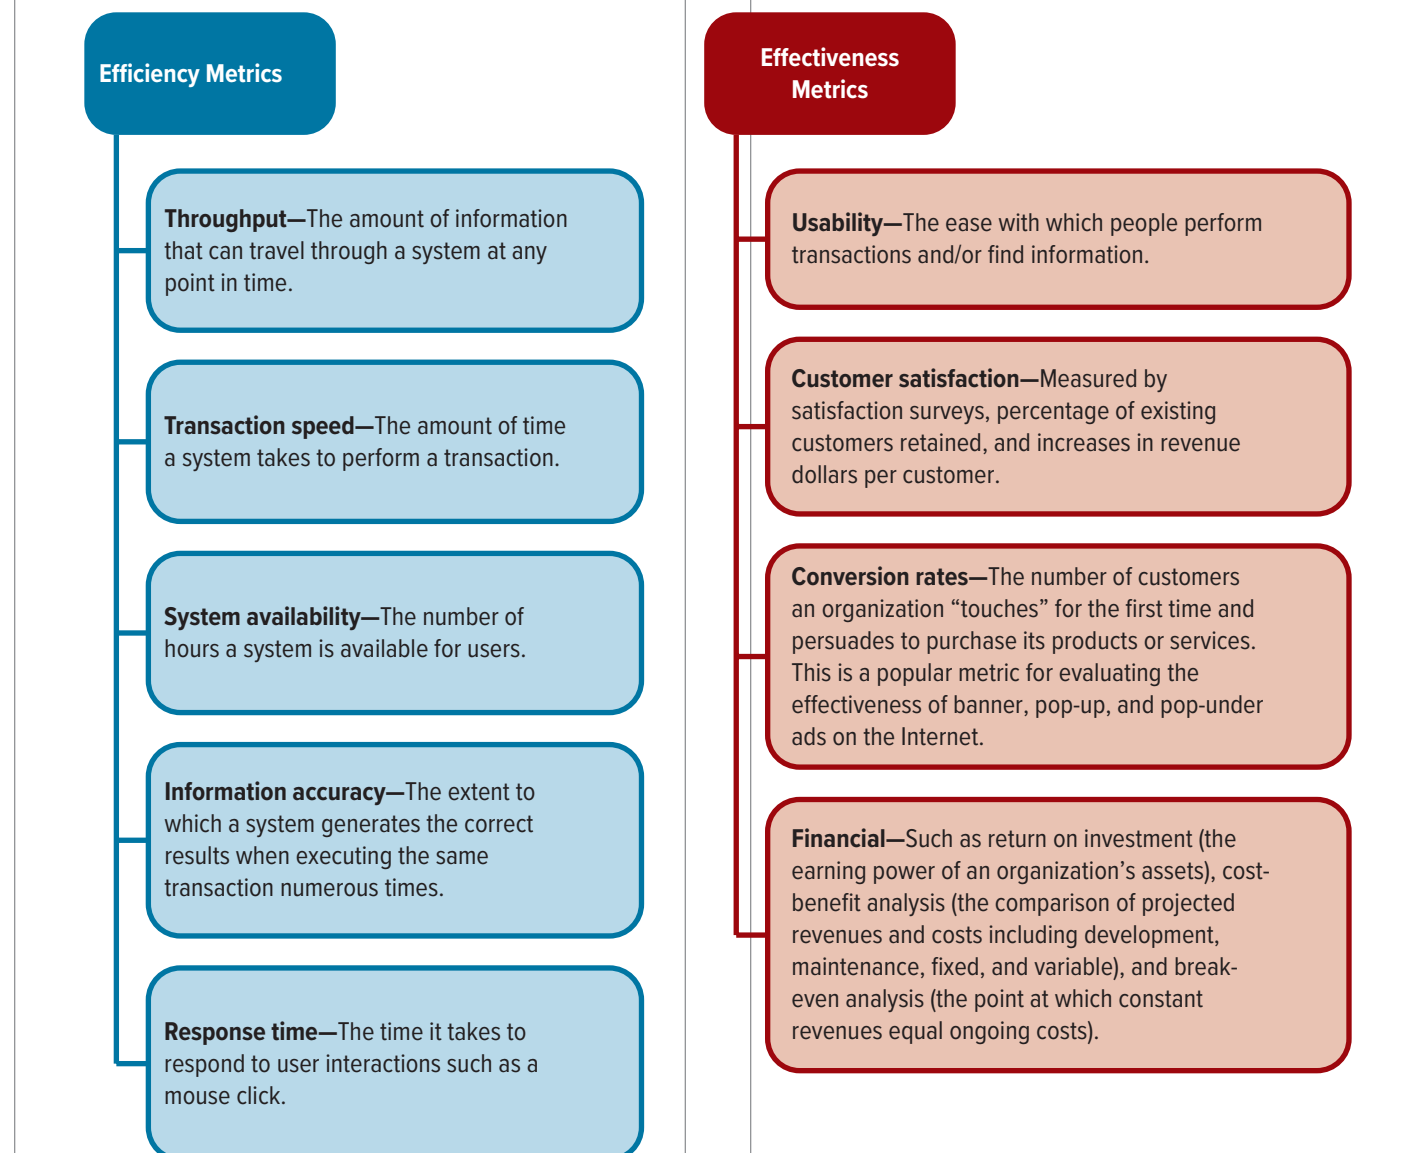 Efficiency Metrics
Throughput—The amount of information
that can travel through a system at any
point in time.
Transaction speed—The amount of time
a system takes to perform a transaction.
System availability—The number of
hours a system is available for users.
Information accuracy—The extent to
which a system generates the correct
results when executing the same
transaction numerous times.
Response time—The time it takes to
respond to user interactions such as a
mouse click.
Effectiveness
Metrics
Usability—The ease with which people perform
transactions and/or find information.
Customer satisfaction—Measured by
satisfaction surveys, percentage of existing
customers retained, and increases in revenue
dollars per customer.
Conversion rates—The number of customers
an organization “touches” for the first time and
persuades to purchase its products or services.
This is a popular metric for evaluating the
effectiveness of banner, pop-up, and pop-under
ads on the Internet.
Financial—Such as return on investment (the
earning power of an organization’s assets), cost-
benefit analysis (the comparison of projected
revenues and costs including development,
maintenance, fixed, and variable), and break-
even analysis (the point at which constant
revenues equal ongoing costs).